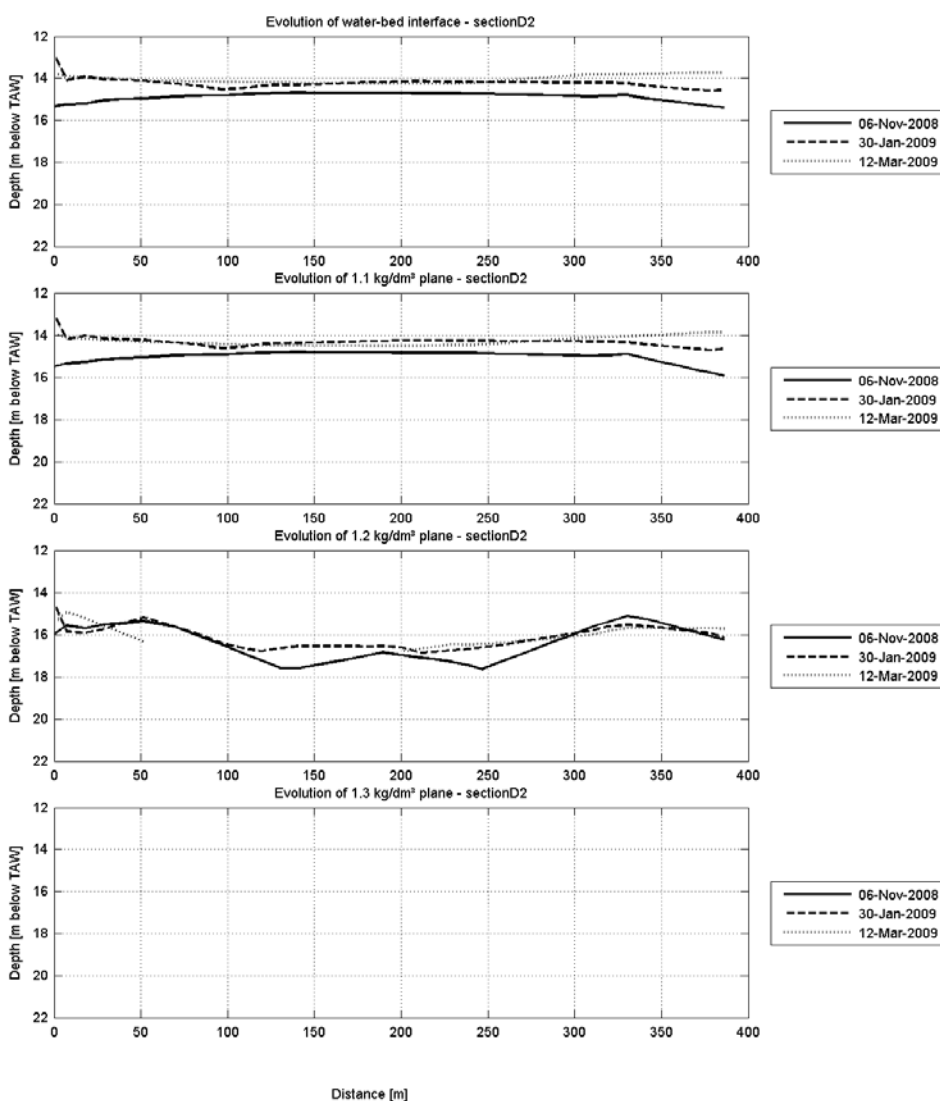 Evolution of water-bed interface - sectionD2
12
14
16
18
20
22
Depth [m below TAW]
0 50 100 150 200 250 300 350 400
06-Nov-2008
30-Jan-2009
12-Mar-2009
Evolution of 1.1 kg/dm³ plane - sectionD2
12
14
16
18
20
22
Depth [m below TAW]
0 50 100 150 200 250 300 350 400
06-Nov-2008
30-Jan-2009
12-Mar-2009
Evolution of 1.2 kg/dm³ plane - sectionD2
12
14
16
18
20
22
Depth [m below TAW]
0 50 100 150 200 250 300 350 400
06-Nov-2008
30-Jan-2009
12-Mar-2009
Evolution of 1.3 kg/dm³ plane - sectionD2
12
14
16
18
20
22
Depth [m below TAW]
0 50 100 150 200 250 300 350 400
06-Nov-2008
30-Jan-2009
12-Mar-2009
Distance [m]